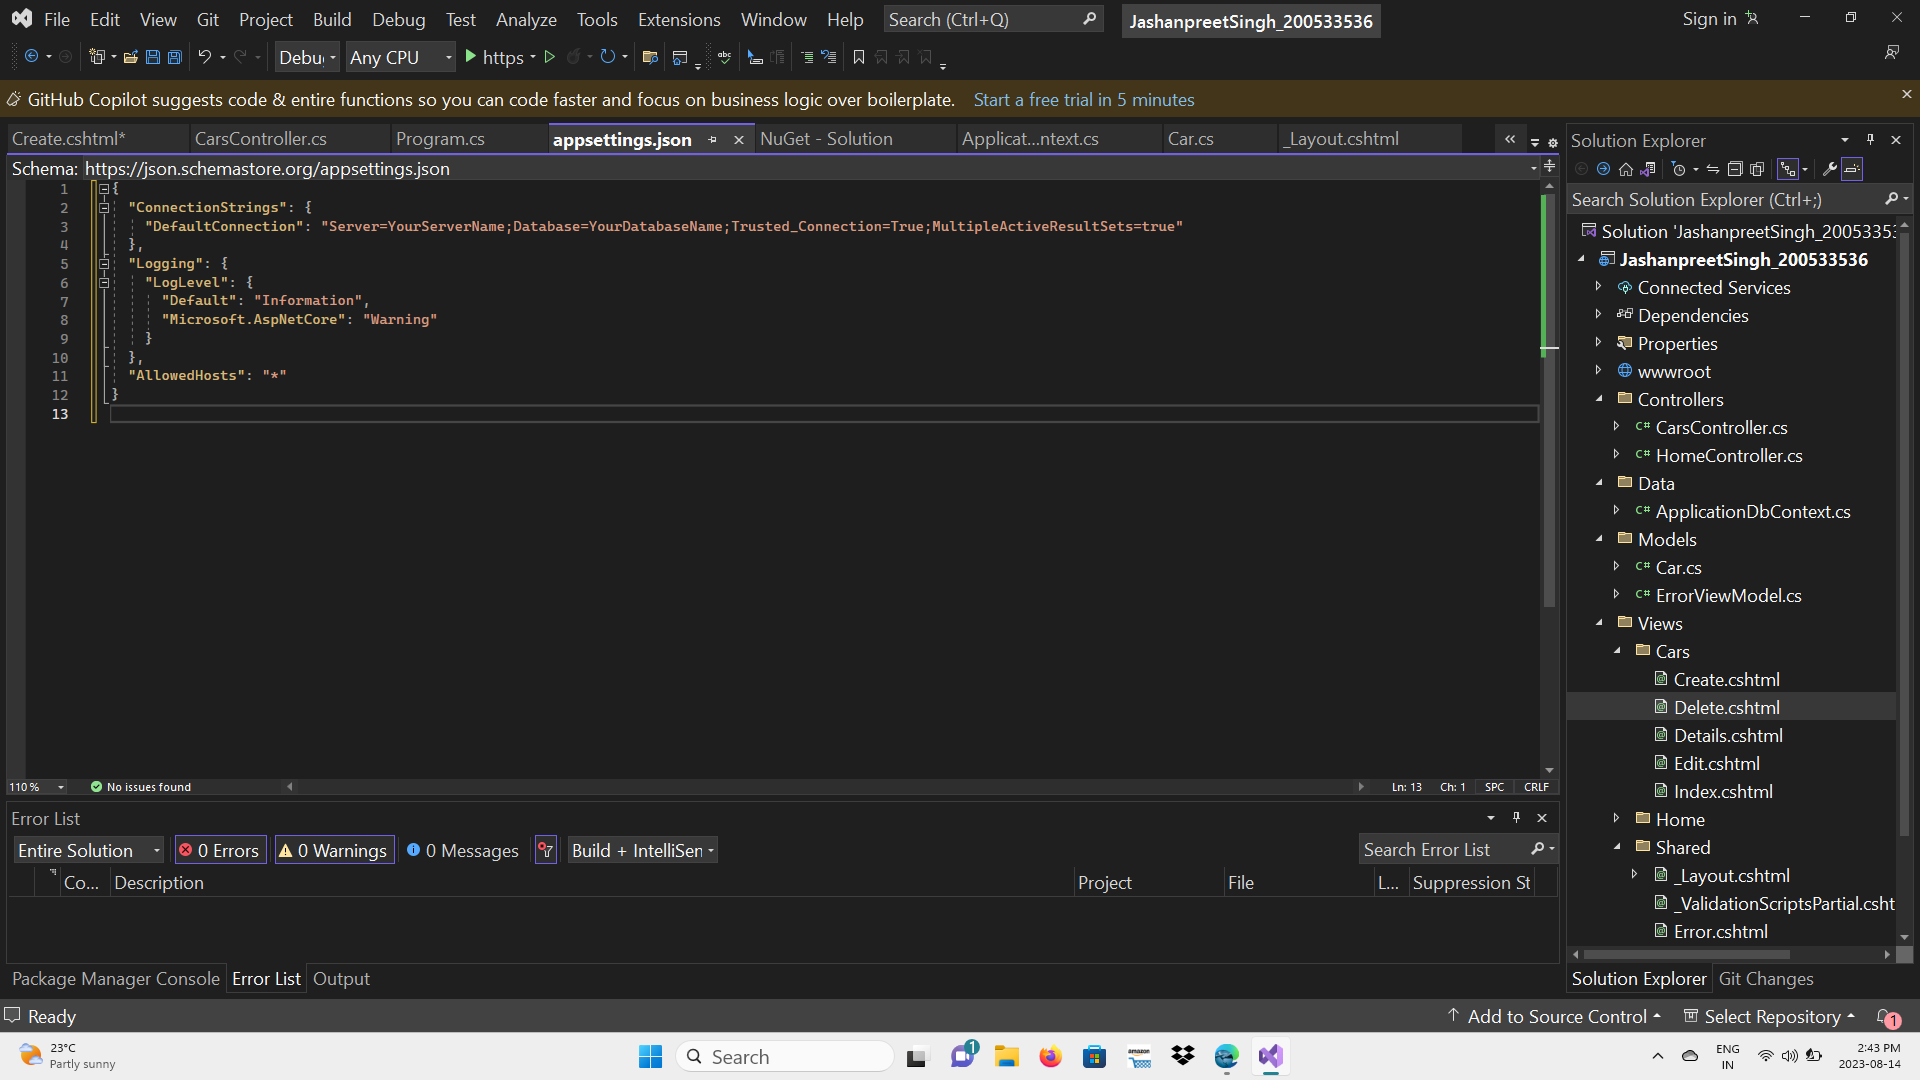 File Edit View Git Project Build Debug Test Analyze Tools Extensions Window Help Search (Ctrl+Q) JashanpreetSingh_200533536 Sign in
Any CPU https
GitHub Copilot suggests code & entire functions so you can code faster and focus on business logic over boilerplate. Start a free trial in 5 minutes
Create.cshtml* CarsController.cs Program.cs appsettings.json NuGet - Solution Applicat...ntext.cs Car.cs _Layout.cshtml
Schema: https://json.schemastore.org/appsettings.json
1 {
2 "ConnectionStrings": {
3 "DefaultConnection": "Server=YourServerName;Database=YourDatabaseName;Trusted_Connection=True;MultipleActiveResultSets=true"
4 },
5 "Logging": {
6 "LogLevel": {
7 "Default": "Information",
8 "Microsoft.AspNetCore": "Warning"
9 }
10 },
11 "AllowedHosts": "*"
12 }
13
110 % No issues found Ln: 13 Ch: 1 SPC CRLF
Error List
Entire Solution 0 Errors 0 Warnings 0 Messages Build + IntelliSen Search Error List
Co... Description Project File L... Suppression St
Package Manager Console Error List Output
Solution Explorer
Search Solution Explorer (Ctrl+;)
Solution 'JashanpreetSingh_20053353
JashanpreetSingh_200533536
Connected Services
Dependencies
Properties
wwwroot
Controllers
C# CarsController.cs
C# HomeController.cs
Data
C# ApplicationDbContext.cs
Models
C# Car.cs
C# ErrorViewModel.cs
Views
Cars
Create.cshtml
Delete.cshtml
Details.cshtml
Edit.cshtml
Index.cshtml
Home
Shared
_Layout.cshtml
_ValidationScriptsPartial.csht
Error.cshtml
Solution Explorer Git Changes
Ready Add to Source Control Select Repository 1
23°C
Partly sunny
Search
1
amazon
ENG
IN
2:43 PM
2023-08-14